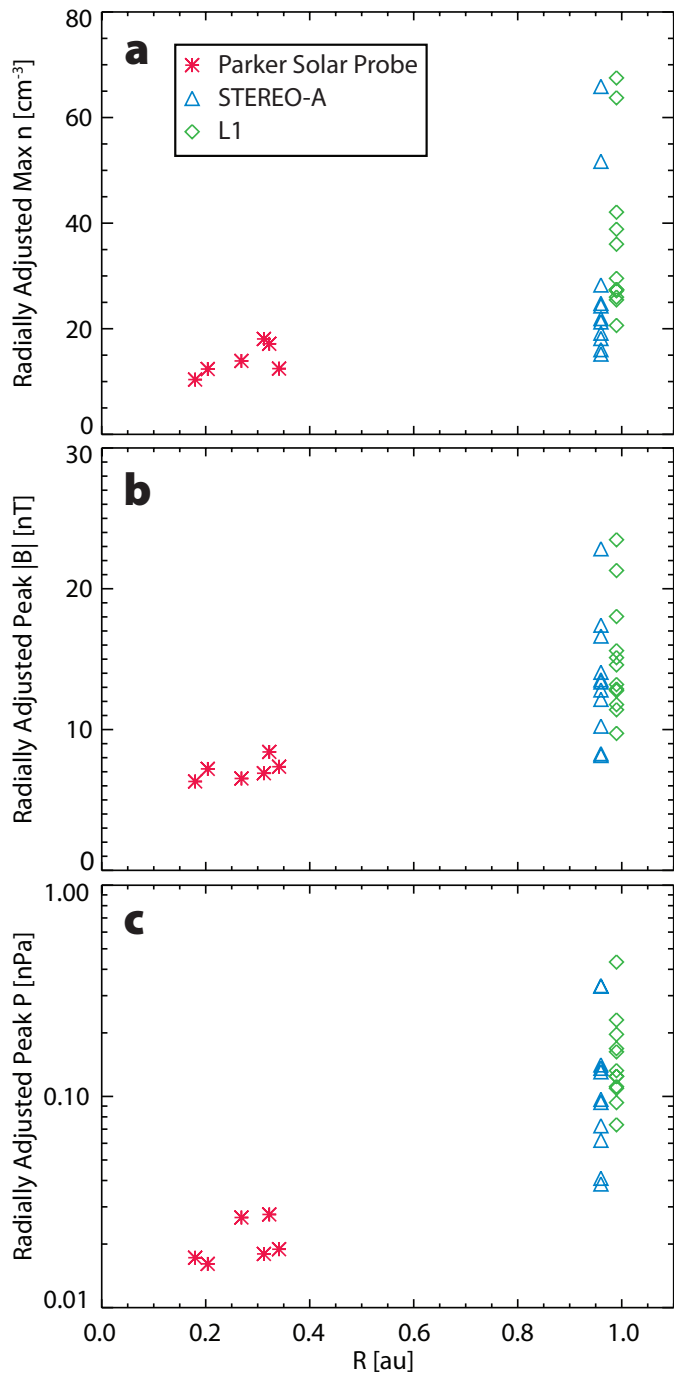 a
Parker Solar Probe
STEREO-A
L1
Radially Adjusted Max n [cm⁻³]
80
60
40
20
0
b
Radially Adjusted Peak |B| [nT]
30
20
10
0
c
Radially Adjusted Peak P [nPa]
1.00
0.10
0.01
0.0 0.2 0.4 0.6 0.8 1.0
R [au]